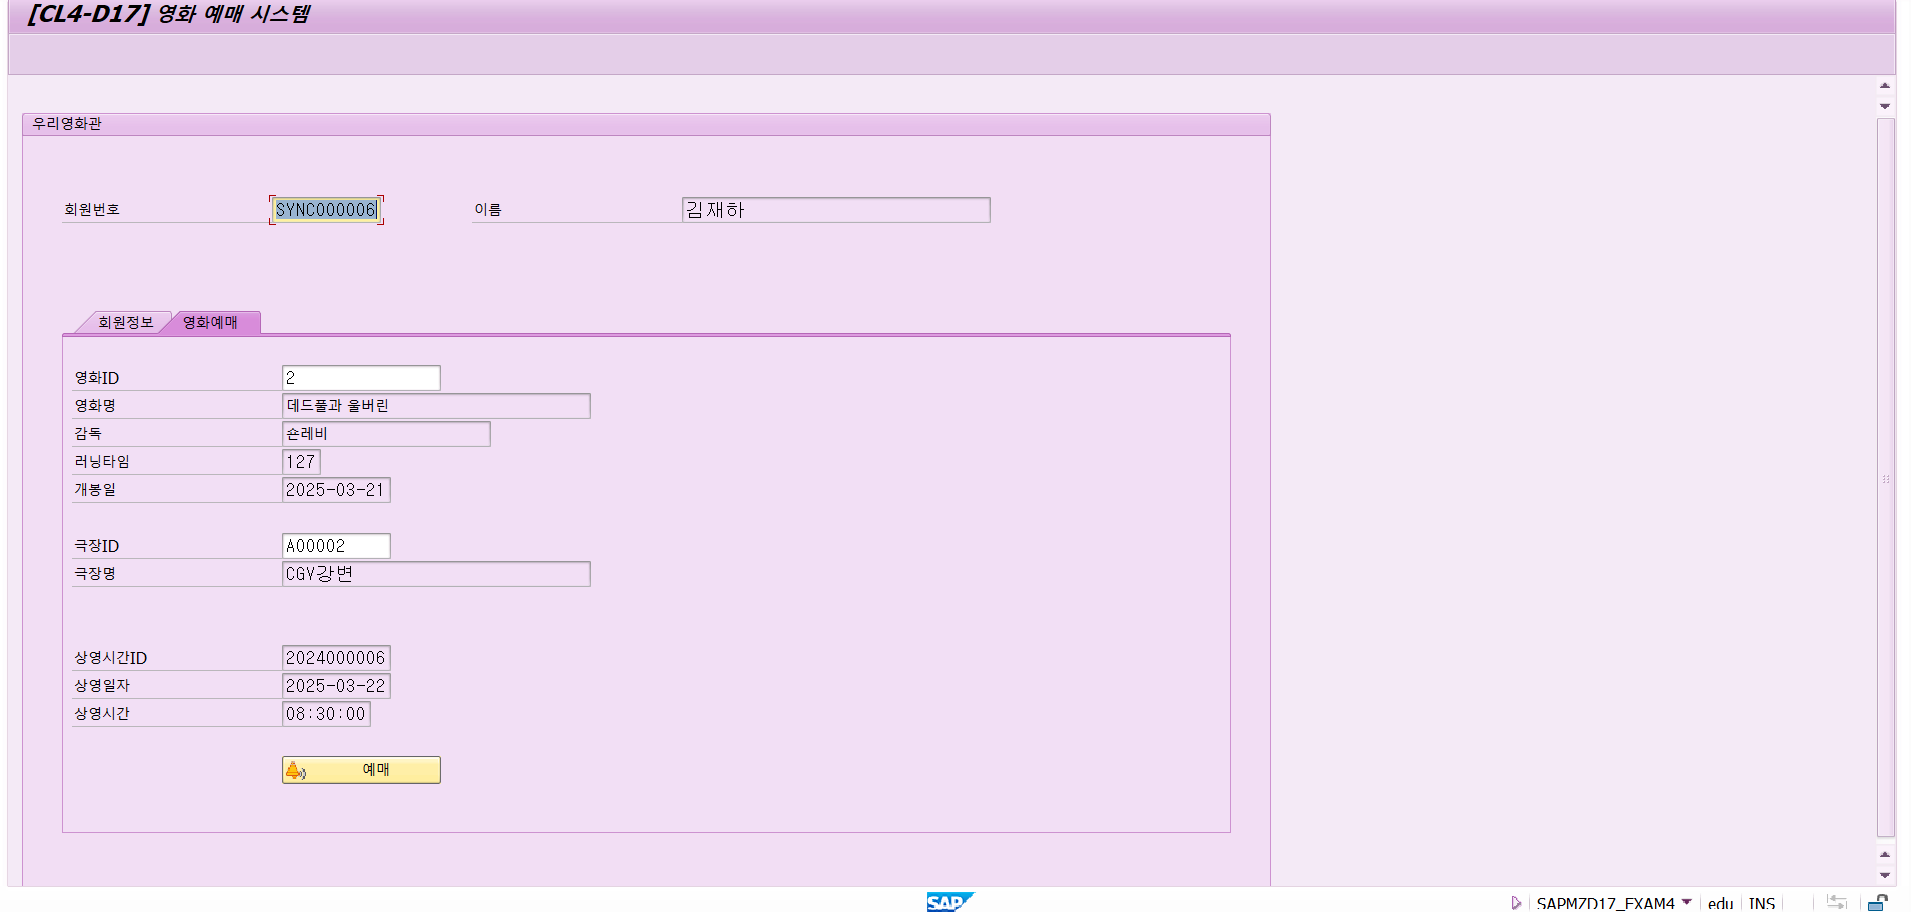 [CL4-D17] 영화 예매 시스템
우리영화관
회원번호 SYNC000006 이름 김재하
회원정보 영화예매
영화ID 2
영화명 데드풀과 울버린
감독 숀레비
러닝타임 127
개봉일 2025-03-21
극장ID A00002
극장명 CGV강변
상영시간ID 2024000006
상영일자 2025-03-22
상영시간 08:30:00
예매
SAP SAPMZD17_EXAM4 edu INS